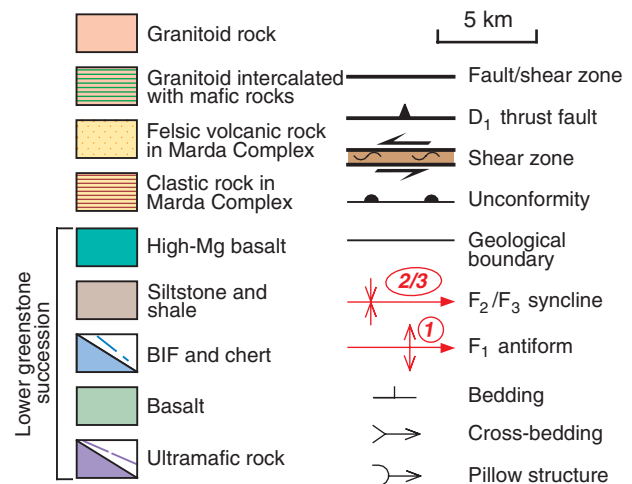 Granitoid rock
Granitoid intercalated
with mafic rocks
Felsic volcanic rock
in Marda Complex
Clastic rock in
Marda Complex
Lower greenstone
succession
High-Mg basalt
Siltstone and
shale
BIF and chert
Basalt
Ultramafic rock
5 km
Fault/shear zone
D₁ thrust fault
Shear zone
Unconformity
Geological
boundary
2/3
F₂/F₃ syncline
1
F₁ antiform
Bedding
Cross-bedding
Pillow structure